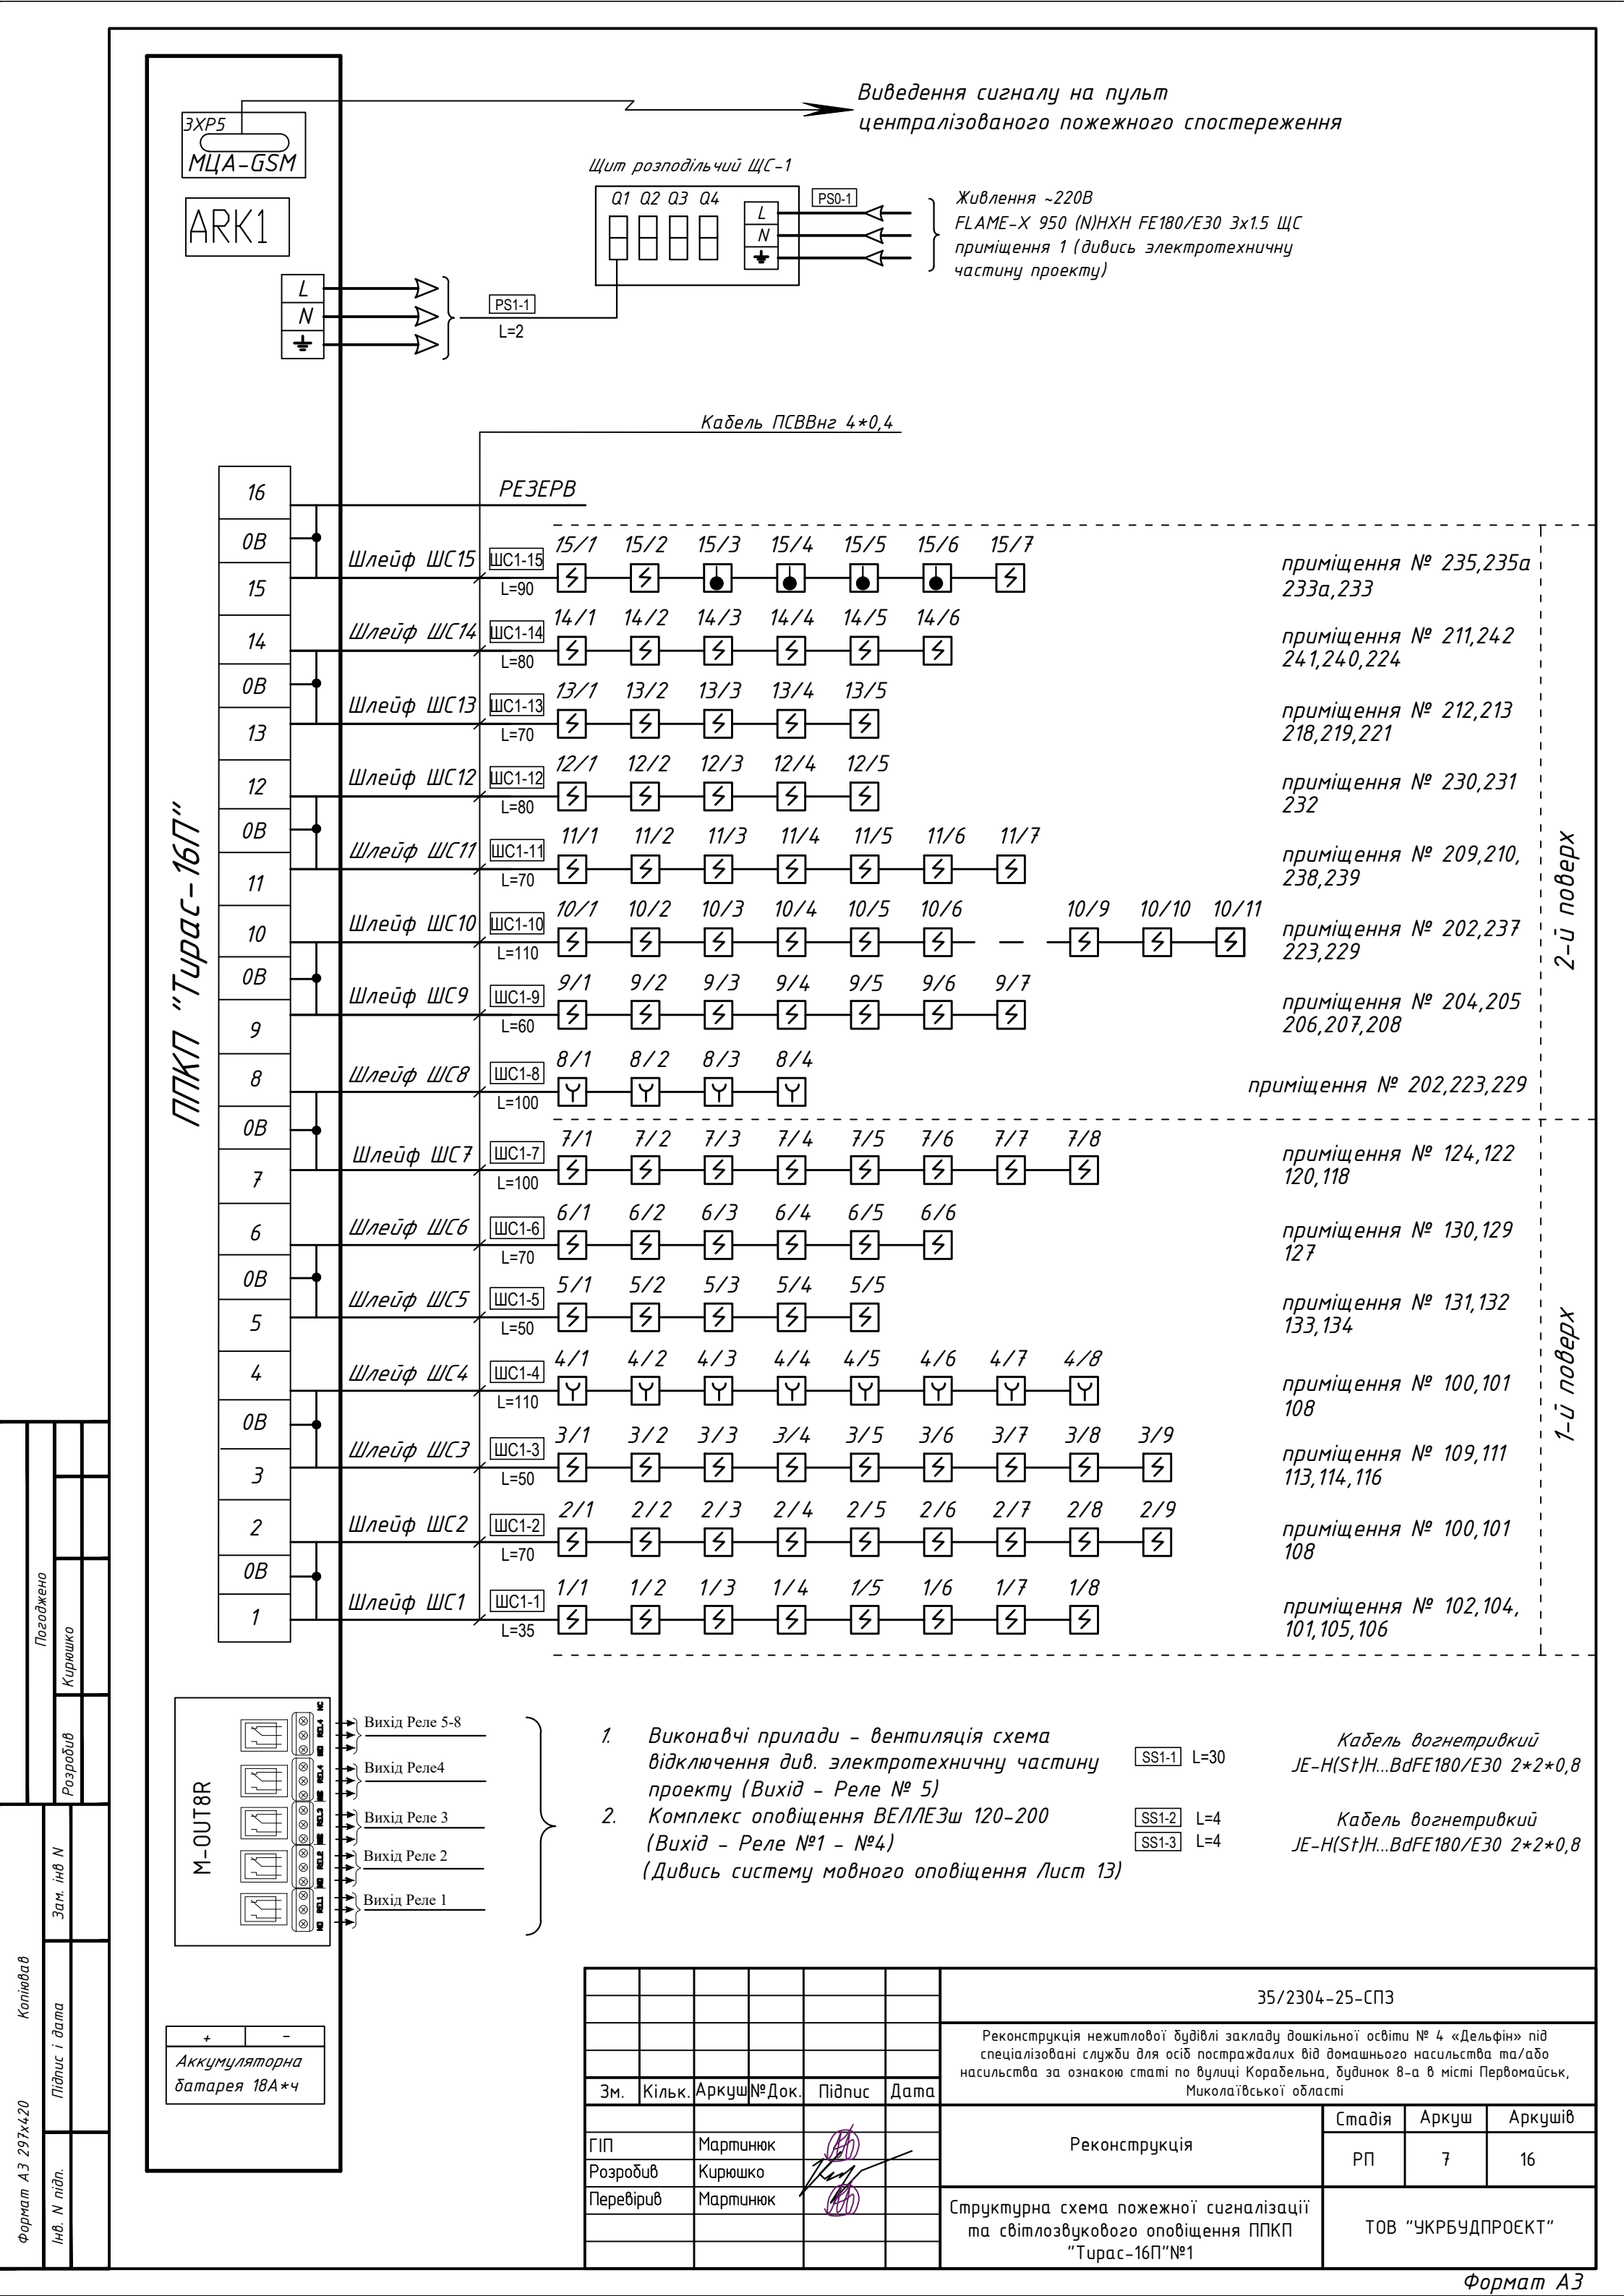 Виведення сигналу на пульт
централізованого пожежного спостереження
3ХР5
МЦА-GSM
ARK1
Щит розподільчий ЩС-1
Q1 Q2 Q3 Q4
L
N
PS0-1
Живлення ~220В
FLAME-X 950 (N)HXH FE180/E30 3х1.5 ЩС
приміщення 1 (дивись электротехничну
частину проекту)
L
N
PS1-1
L=2
Кабель ПСВВнг 4*0,4
ППКП "Тирас-16П"
16
РЕЗЕРВ
0В
15
Шлейф ШС15 ШС1-15 L=90
15/1 15/2 15/3 15/4 15/5 15/6 15/7
приміщення № 235,235а
233а,233
14
Шлейф ШС14 ШС1-14 L=80
14/1 14/2 14/3 14/4 14/5 14/6
приміщення № 211,242
241,240,224
0В
13
Шлейф ШС13 ШС1-13 L=70
13/1 13/2 13/3 13/4 13/5
приміщення № 212,213
218,219,221
12
Шлейф ШС12 ШС1-12 L=80
12/1 12/2 12/3 12/4 12/5
приміщення № 230,231
232
0В
11
Шлейф ШС11 ШС1-11 L=70
11/1 11/2 11/3 11/4 11/5 11/6 11/7
приміщення № 209,210,
238,239
10
Шлейф ШС10 ШС1-10 L=110
10/1 10/2 10/3 10/4 10/5 10/6 10/9 10/10 10/11
приміщення № 202,237
223,229
0В
9
Шлейф ШС9 ШС1-9 L=60
9/1 9/2 9/3 9/4 9/5 9/6 9/7
приміщення № 204,205
206,207,208
8
Шлейф ШС8 ШС1-8 L=100
8/1 8/2 8/3 8/4
приміщення № 202,223,229
2-й поверх
0В
7
Шлейф ШС7 ШС1-7 L=100
7/1 7/2 7/3 7/4 7/5 7/6 7/7 7/8
приміщення № 124,122
120,118
6
Шлейф ШС6 ШС1-6 L=70
6/1 6/2 6/3 6/4 6/5 6/6
приміщення № 130,129
127
0В
5
Шлейф ШС5 ШС1-5 L=50
5/1 5/2 5/3 5/4 5/5
приміщення № 131,132
133,134
4
Шлейф ШС4 ШС1-4 L=110
4/1 4/2 4/3 4/4 4/5 4/6 4/7 4/8
приміщення № 100,101
108
0В
3
Шлейф ШС3 ШС1-3 L=50
3/1 3/2 3/3 3/4 3/5 3/6 3/7 3/8 3/9
приміщення № 109,111
113,114,116
2
Шлейф ШС2 ШС1-2 L=70
2/1 2/2 2/3 2/4 2/5 2/6 2/7 2/8 2/9
приміщення № 100,101
108
0В
1
Шлейф ШС1 ШС1-1 L=35
1/1 1/2 1/3 1/4 1/5 1/6 1/7 1/8
приміщення № 102,104,
101,105,106
1-й поверх
M-OUT8R
NC
REL4
REL4
REL3
REL2
REL1
NO
Вихід Реле 5-8
Вихід Реле4
Вихід Реле 3
Вихід Реле 2
Вихід Реле 1
1. Виконавчі прилади - вентиляція схема
відключення див. электротехничну частину
проекту (Вихід - Реле № 5)
SS1-1 L=30
Кабель вогнетривкий
JE-H(St)H...BdFE180/E30 2*2*0,8
2. Комплекс оповіщення ВЕЛЛЕЗш 120-200
(Вихід - Реле №1 - №4)
(Дивись систему мовного оповіщення Лист 13)
SS1-2 L=4
SS1-3 L=4
Кабель вогнетривкий
JE-H(St)H...BdFE180/E30 2*2*0,8
+ -
Аккумуляторна
батарея 18А*ч
Погоджено
Кирюшко
Розробив
Зам. інв N
Підпис і дата
Інв. N підп.
Копіював
Формат А3 297х420
35/2304-25-СПЗ
Реконструкція нежитлової будівлі закладу дошкільної освіти № 4 «Дельфін» під
спеціалізовані служби для осіб постраждалих від домашнього насильства та/або
насильства за ознакою статі по вулиці Корабельна, будинок 8-а в місті Первомайськ,
Миколаївської області
Зм. Кільк. Аркуш №Док. Підпис Дата
ГІП Мартинюк
Розробив Кирюшко
Перевірив Мартинюк
Реконструкція
Стадія Аркуш Аркушів
РП 7 16
Структурна схема пожежної сигналізації
та світлозвукового оповіщення ППКП
"Тирас-16П"№1
ТОВ "УКРБУДПРОЄКТ"
Формат А3